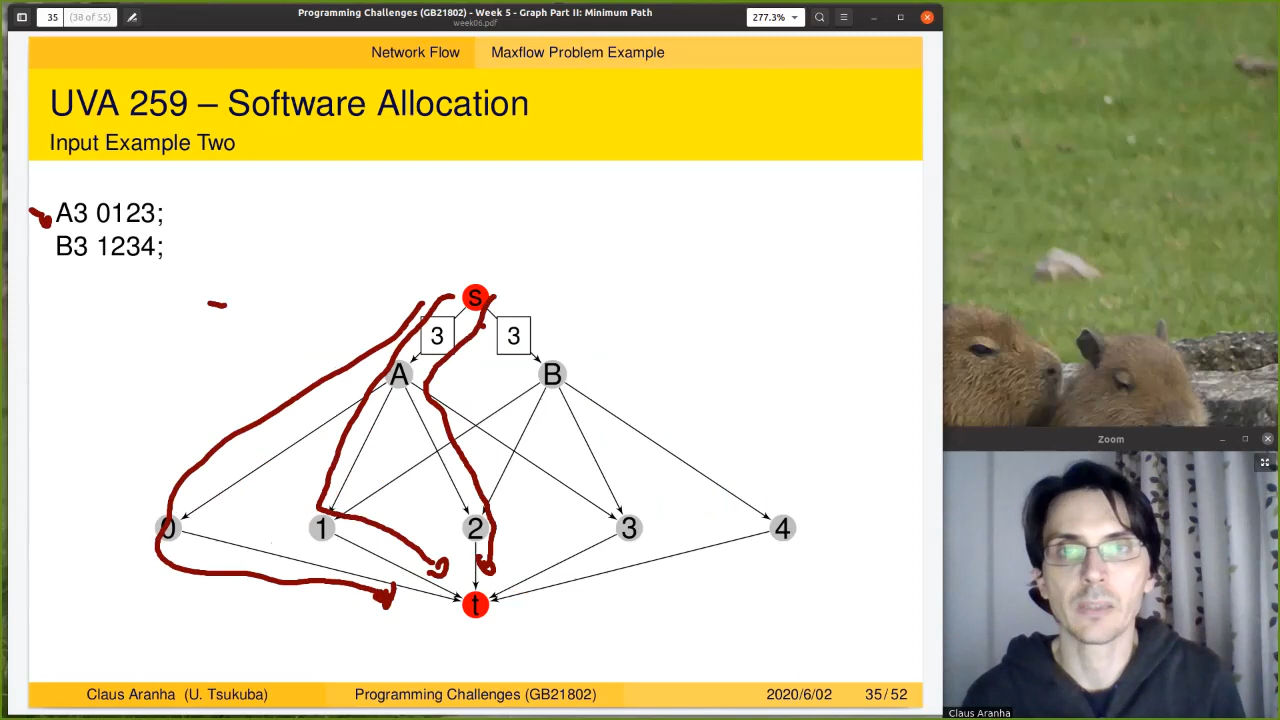 35
(38 of 55)
Programming Challenges (GB21802) - Week 5 - Graph Part II: Minimum Path
week06.pdf
277.3%
Network Flow
Maxflow Problem Example
UVA 259 – Software Allocation
Input Example Two
A3 0123;
B3 1234;
s
3
3
A
B
0
1
2
3
4
t
Claus Aranha (U. Tsukuba)
Programming Challenges (GB21802)
2020/6/02
35 / 52
Zoom
Claus Aranha